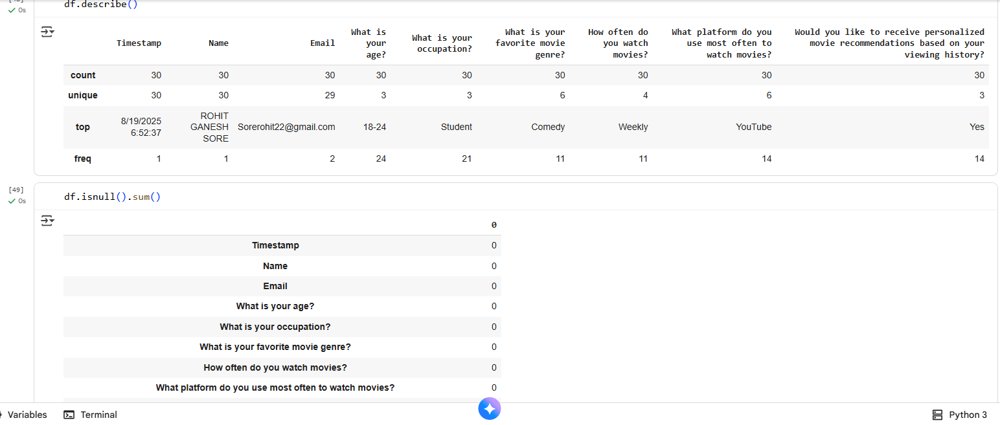 0s
df.describe()
Timestamp Name Email What is your age? What is your occupation? What is your favorite movie genre? How often do you watch movies? What platform do you use most often to watch movies? Would you like to receive personalized movie recommendations based on your viewing history?
count 30 30 30 30 30 30 30 30 30
unique 30 30 29 3 3 6 4 6 3
top 8/19/2025 6:52:37 ROHIT GANESH SORE Sorerohit22@gmail.com 18-24 Student Comedy Weekly YouTube Yes
freq 1 1 2 24 21 11 11 14 14
[49]
0s
df.isnull().sum()
0
Timestamp 0
Name 0
Email 0
What is your age? 0
What is your occupation? 0
What is your favorite movie genre? 0
How often do you watch movies? 0
What platform do you use most often to watch movies? 0
Variables Terminal Python 3